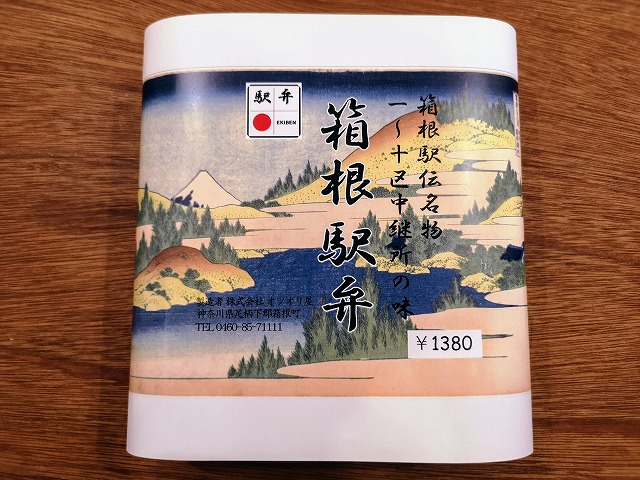 箱根駅伝名物
一〜十区中継所の味
箱根駅弁
駅弁
EKIBEN
製造者 株式会社 オツオリ屋
神奈川県足柄下郡箱根町
TEL 0460-85-71111
￥1380